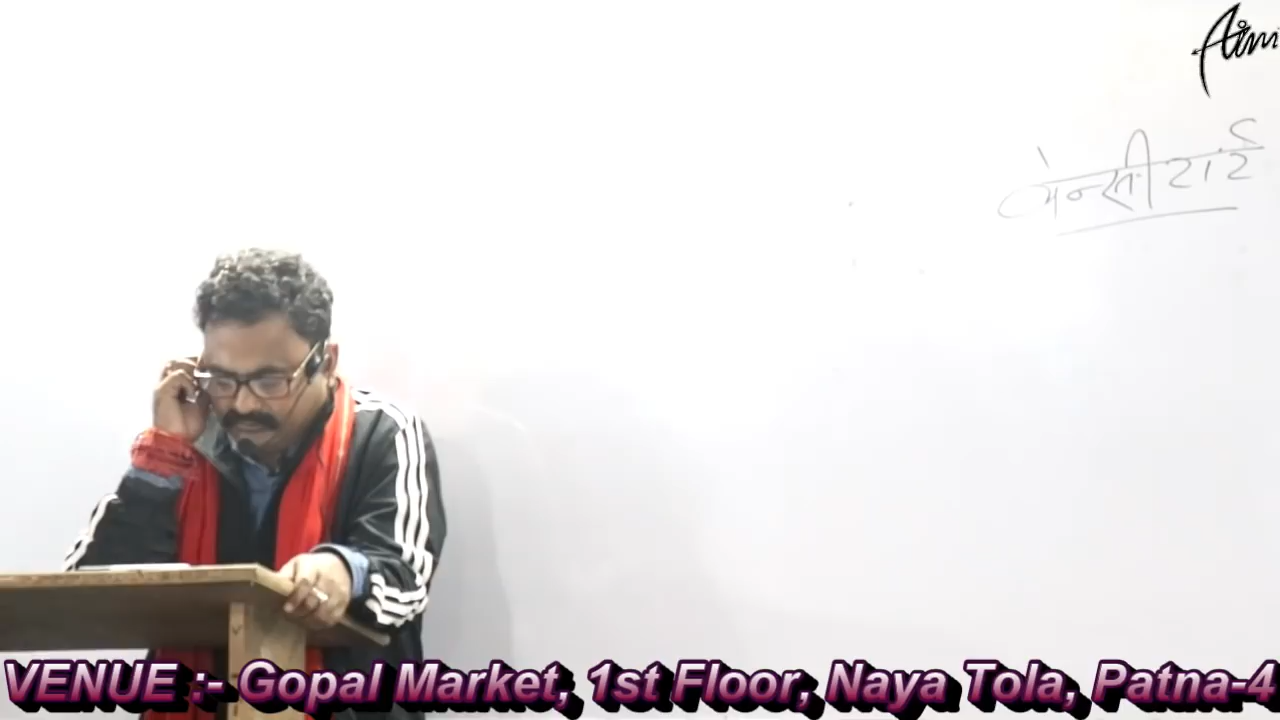 Aim
वेन्सीटार्ट
VENUE :- Gopal Market, 1st Floor, Naya Tola, Patna-4